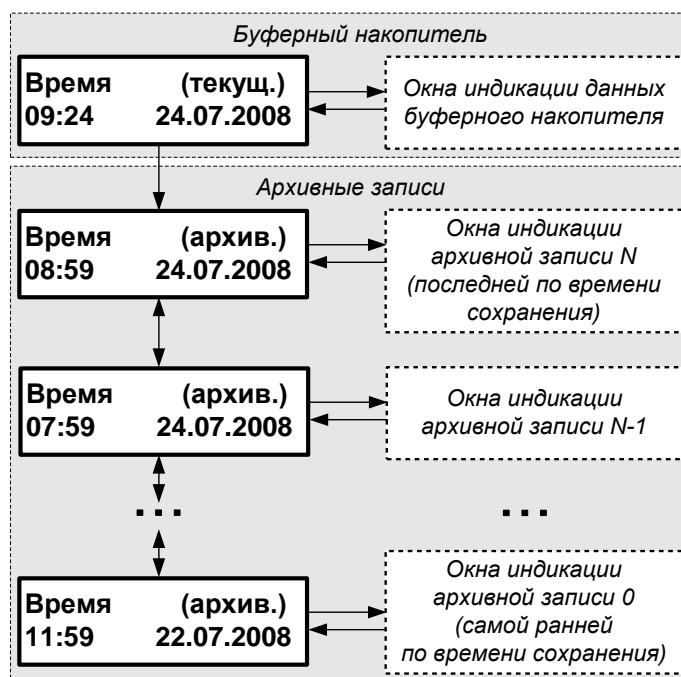 Буферный накопитель
Время (текущ.)
09:24 24.07.2008
Окна индикации данных
буферного накопителя
Архивные записи
Время (архив.)
08:59 24.07.2008
Окна индикации
архивной записи N
(последней по времени
сохранения)
Время (архив.)
07:59 24.07.2008
Окна индикации
архивной записи N-1
...
...
Время (архив.)
11:59 22.07.2008
Окна индикации
архивной записи 0
(самой ранней
по времени сохранения)